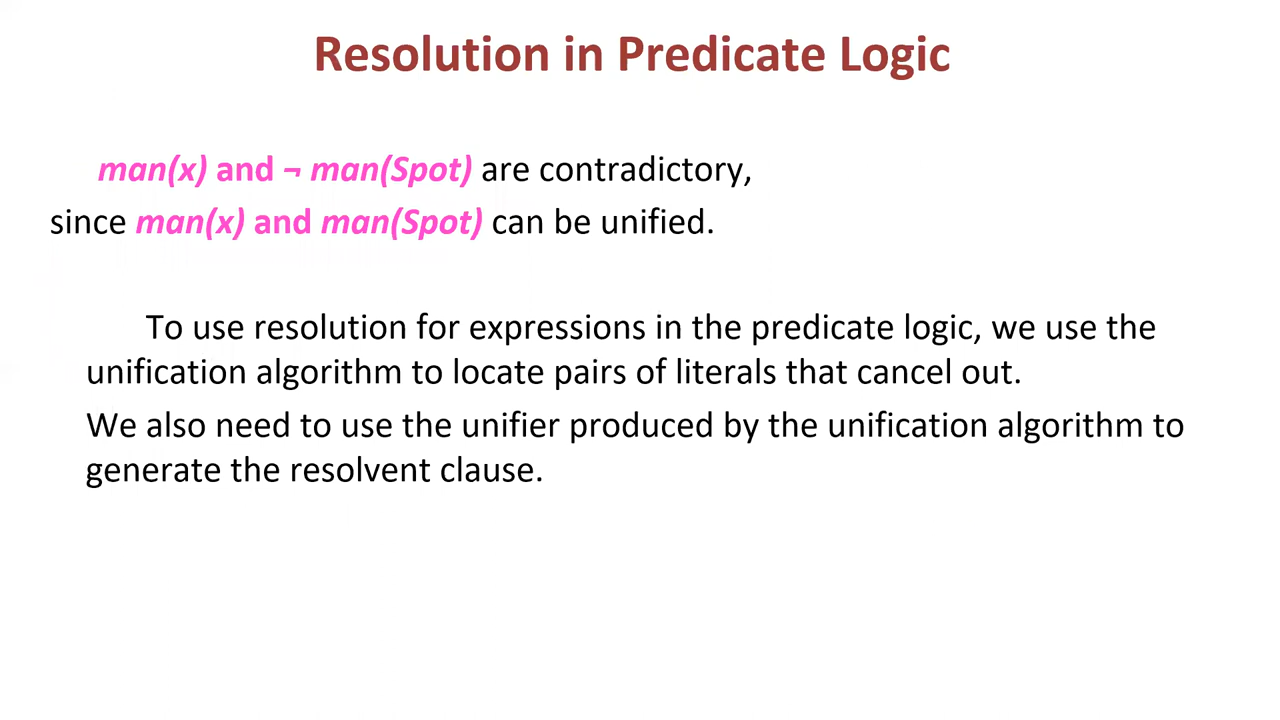 Resolution in Predicate Logic
man(x) and ¬ man(Spot) are contradictory,
since man(x) and man(Spot) can be unified.
To use resolution for expressions in the predicate logic, we use the
unification algorithm to locate pairs of literals that cancel out.
We also need to use the unifier produced by the unification algorithm to
generate the resolvent clause.